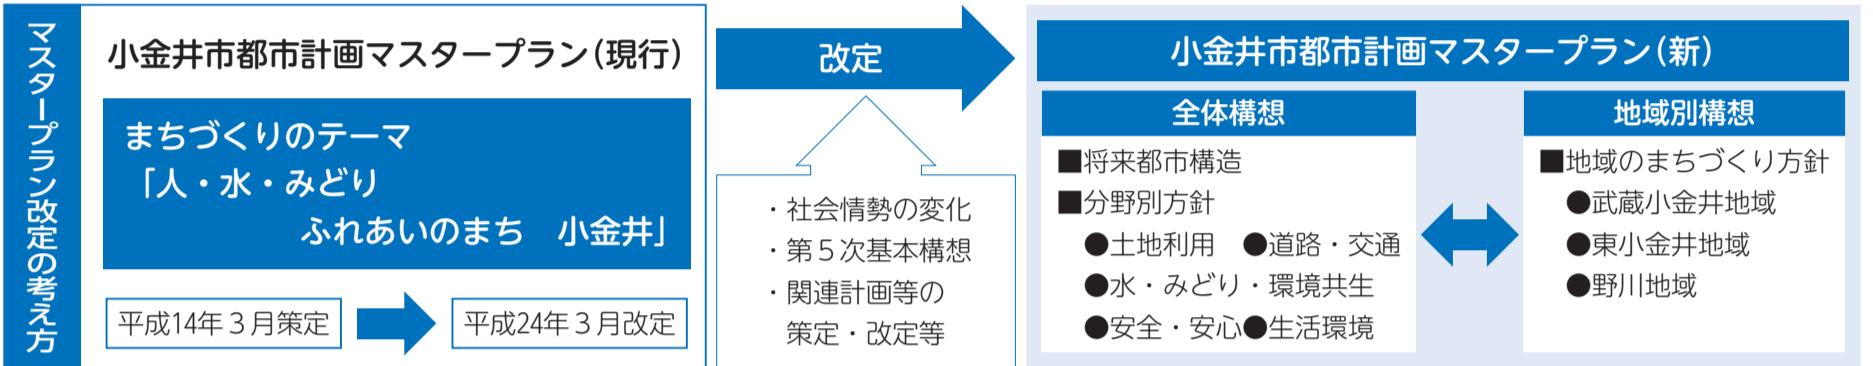 マスタープラン改定の考え方
小金井市都市計画マスタープラン（現行）
まちづくりのテーマ
「人・水・みどり
ふれあいのまち　小金井」
平成14年３月策定
平成24年３月改定
改定
・社会情勢の変化
・第５次基本構想
・関連計画等の
策定・改定等
小金井市都市計画マスタープラン（新）
全体構想
■将来都市構造
■分野別方針
●土地利用　●道路・交通
●水・みどり・環境共生
●安全・安心●生活環境
地域別構想
■地域のまちづくり方針
●武蔵小金井地域
●東小金井地域
●野川地域